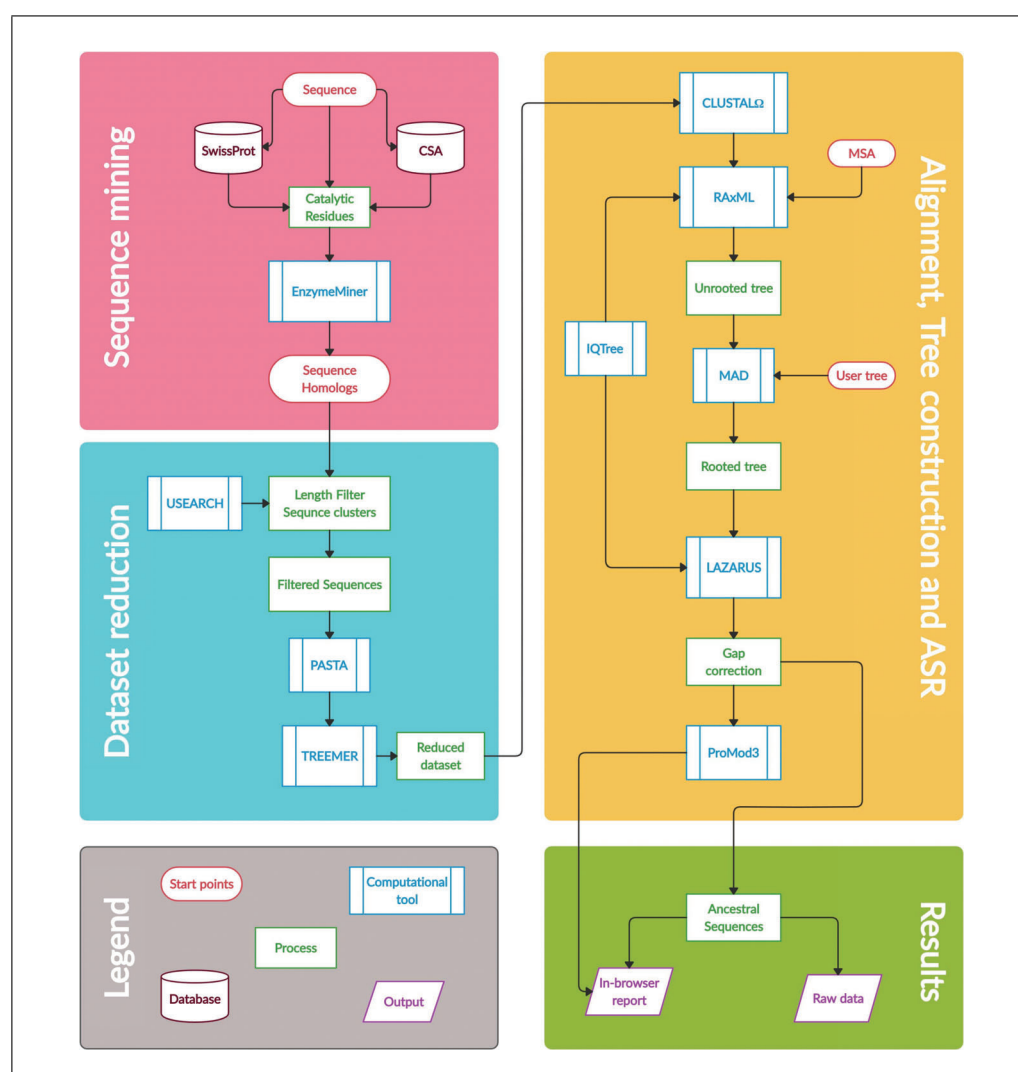 Sequence mining
Sequence
SwissProt
CSA
Catalytic
Residues
EnzymeMiner
Sequence
Homologs
Dataset reduction
USEARCH
Length Filter
Sequnce clusters
Filtered Sequences
PASTA
TREEMER
Reduced
dataset
Alignment, Tree construction and ASR
CLUSTALΩ
MSA
RAxML
Unrooted tree
IQTree
MAD
User tree
Rooted tree
LAZARUS
Gap
correction
ProMod3
Legend
Start points
Computational
tool
Process
Database
Output
Results
Ancestral
Sequences
In-browser
report
Raw data